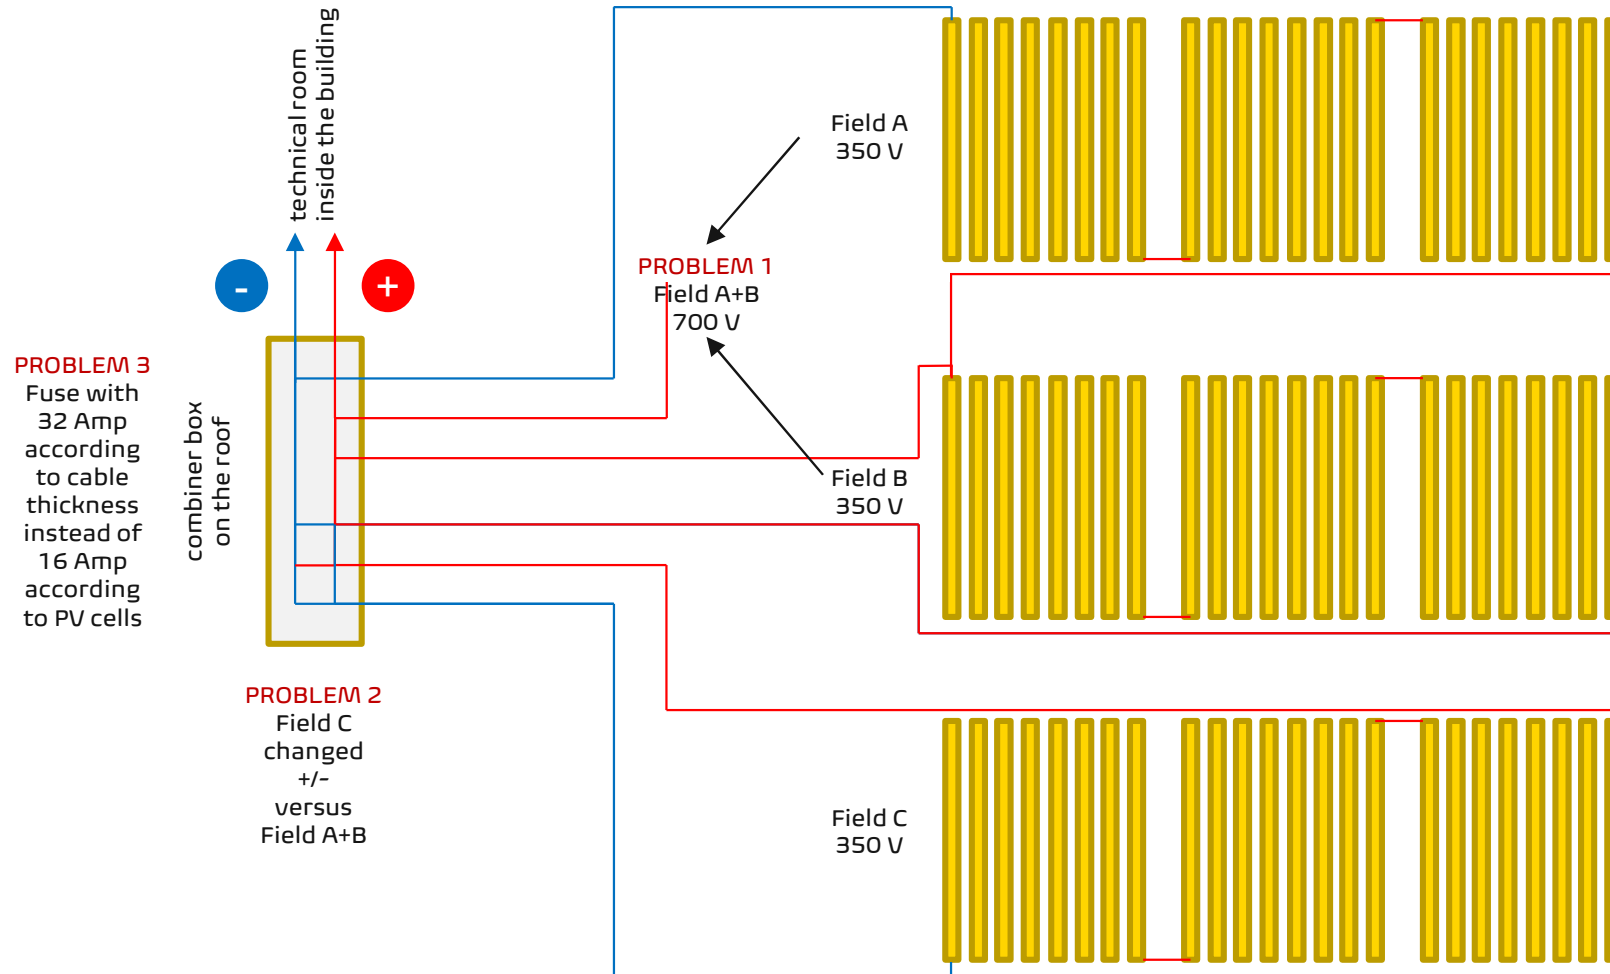 technical room
inside the building
-
+
Field A
350 V
PROBLEM 1
Field A+B
700 V
PROBLEM 3
Fuse with
32 Amp
according
to cable
thickness
instead of
16 Amp
according
to PV cells
combiner box
on the roof
Field B
350 V
PROBLEM 2
Field C
changed
+/-
versus
Field A+B
Field C
350 V